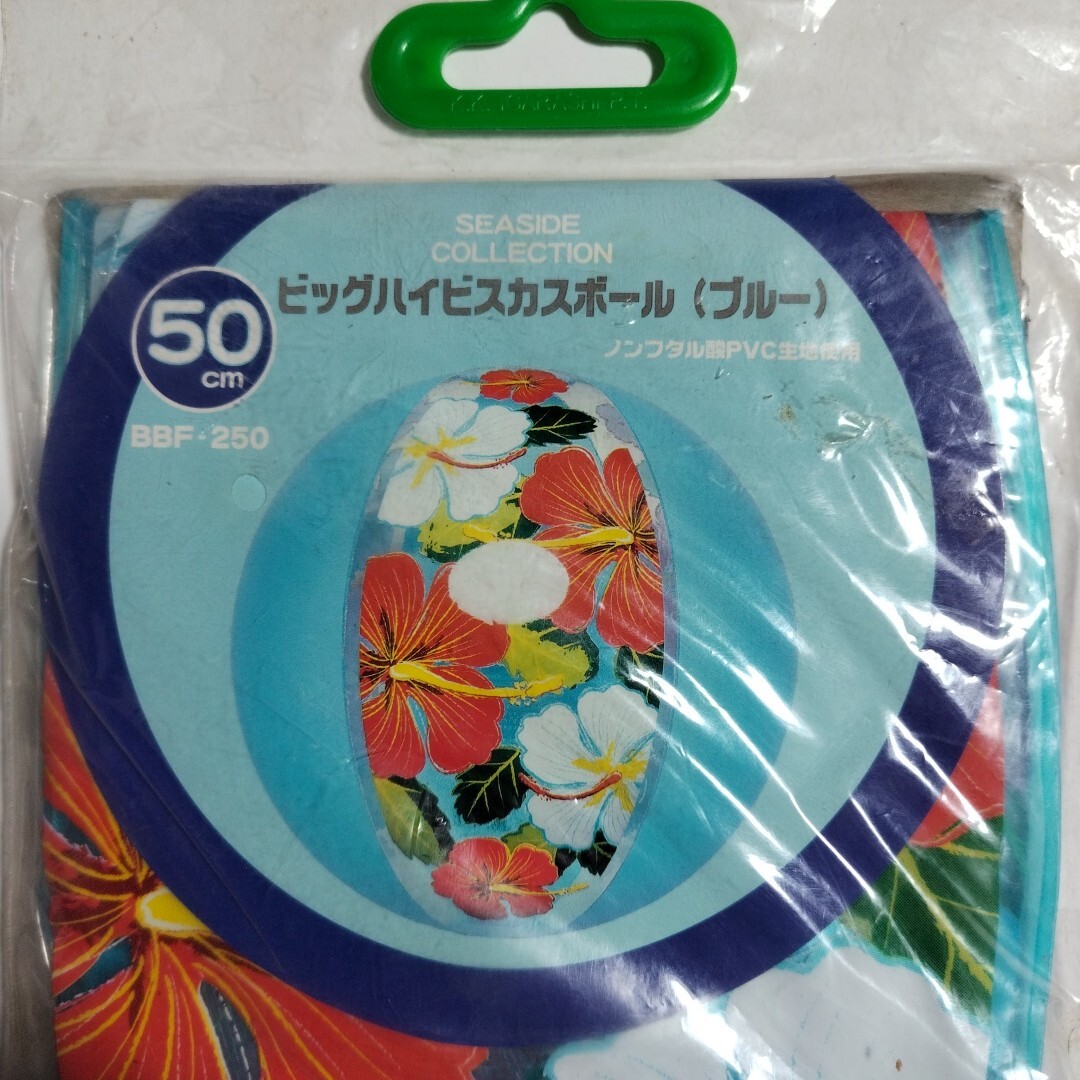 SEASIDE
COLLECTION
50
cm
ビッグハイビスカスボール（ブルー）
ノンフタル酸PVC生地使用
BBF-250